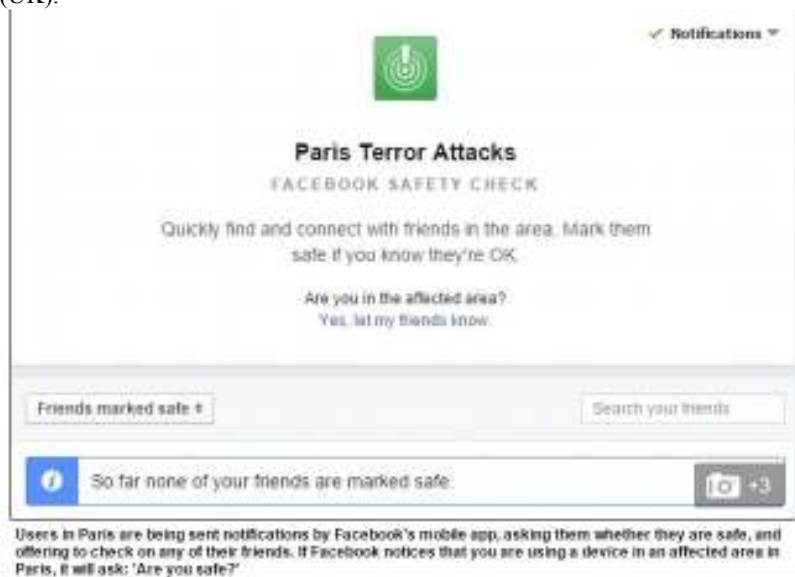 (UK).
Notifications
Paris Terror Attacks
FACEBOOK SAFETY CHECK
Quickly find and connect with friends in the area. Mark them
safe if you know they're OK.
Are you in the affected area?
Yes, let my friends know.
Friends marked safe
Search your friends
So far none of your friends are marked safe.
+3
Users in Paris are being sent notifications by Facebook's mobile app, asking them whether they are safe, and
offering to check on any of their friends. If Facebook notices that you are using a device in an affected area in
Paris, it will ask: 'Are you safe?'